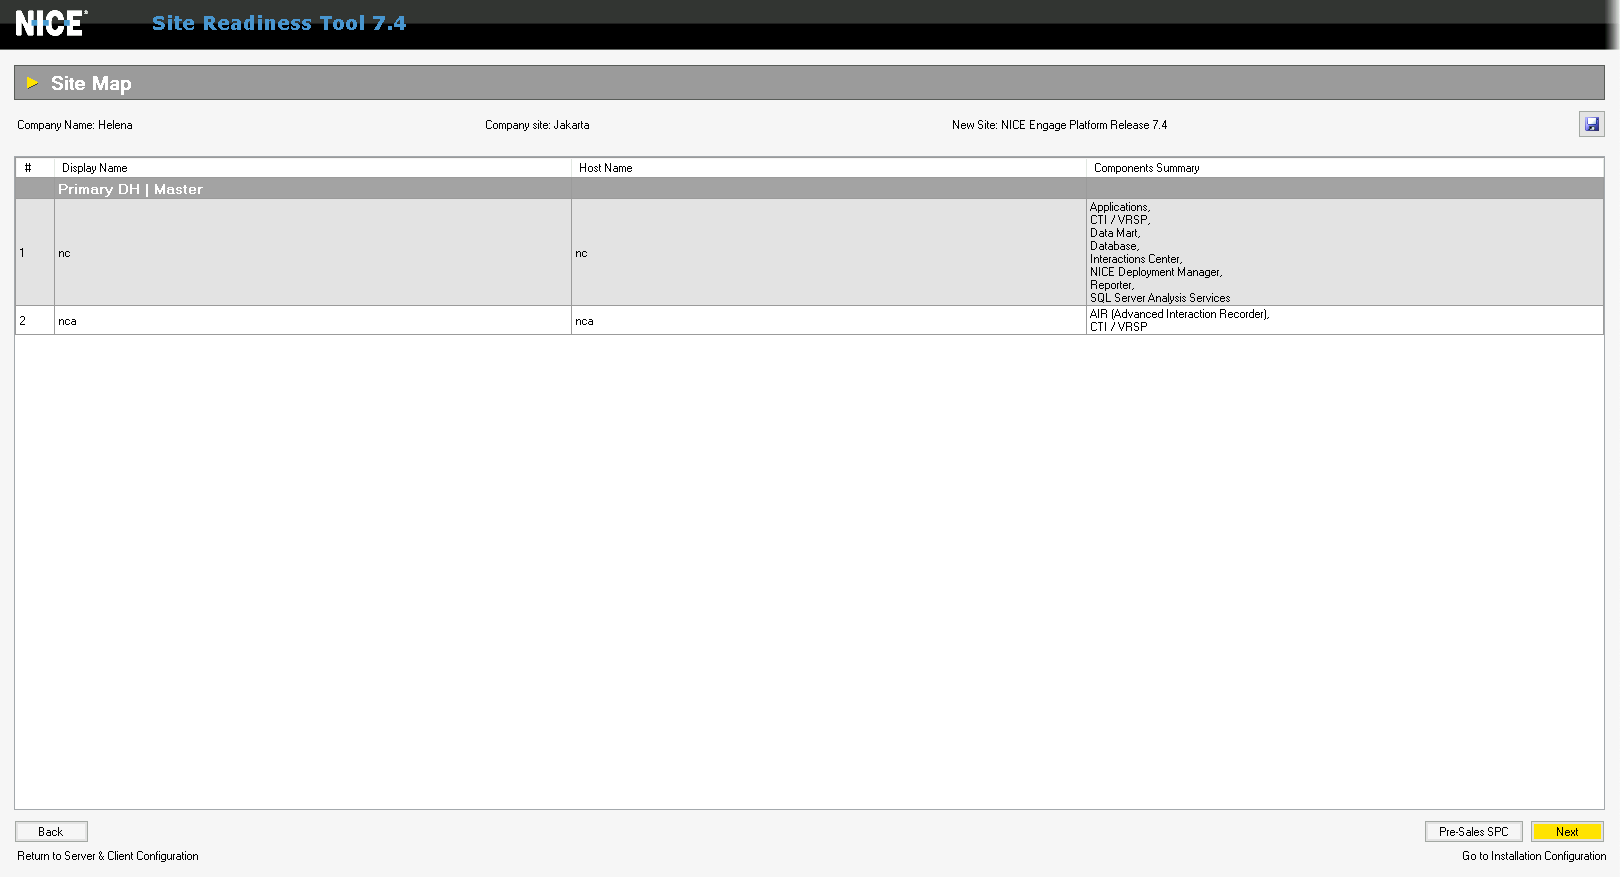 NICE®
Site Readiness Tool 7.4
Site Map
Company Name: Helena
Company site: Jakarta
New Site: NICE Engage Platform Release 7.4
# Display Name Host Name Components Summary
Primary DH | Master
1 nc nc
Applications,
CTI / VRSP,
Data Mart,
Database,
Interactions Center,
NICE Deployment Manager,
Reporter,
SQL Server Analysis Services
2 nca nca
AIR (Advanced Interaction Recorder),
CTI / VRSP
Back
Pre-Sales SPC
Next
Return to Server & Client Configuration
Go to Installation Configuration